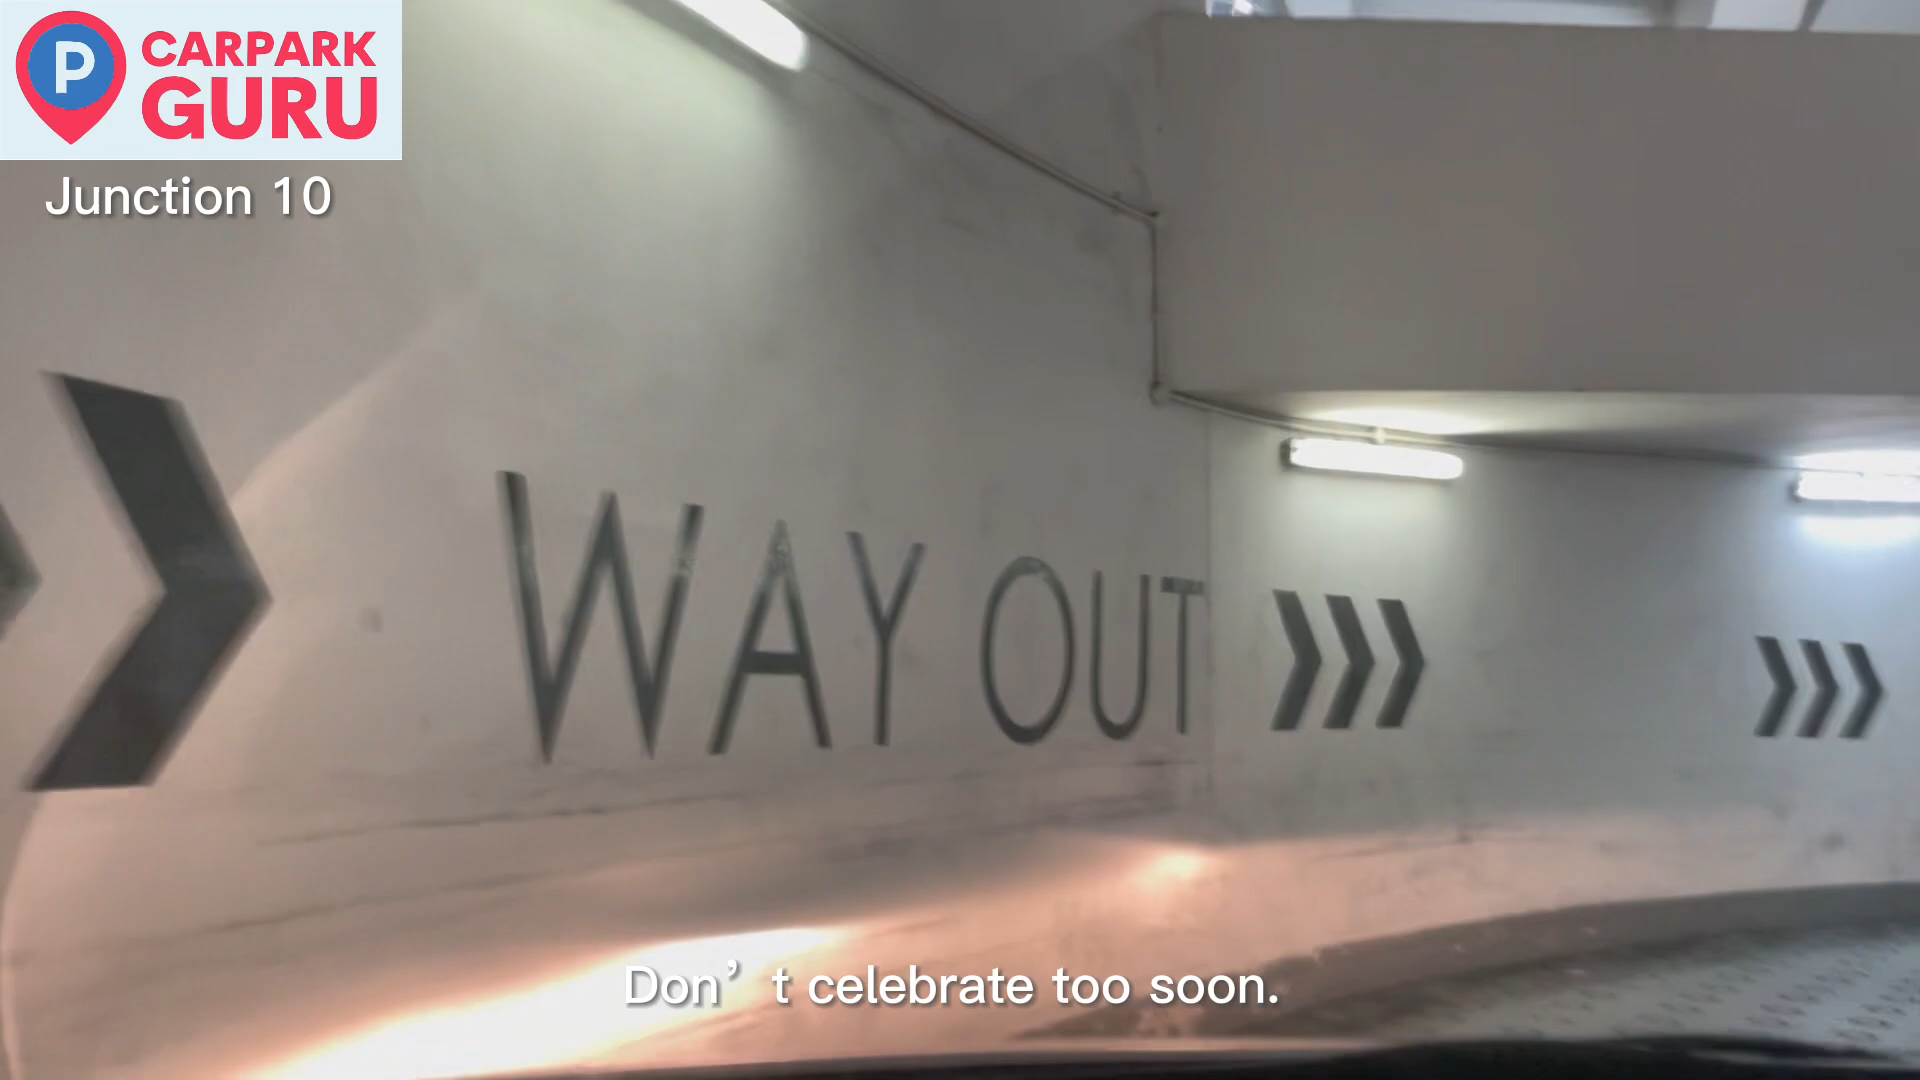 P
CARPARK
GURU
Junction 10
WAY OUT
Don’t celebrate too soon.